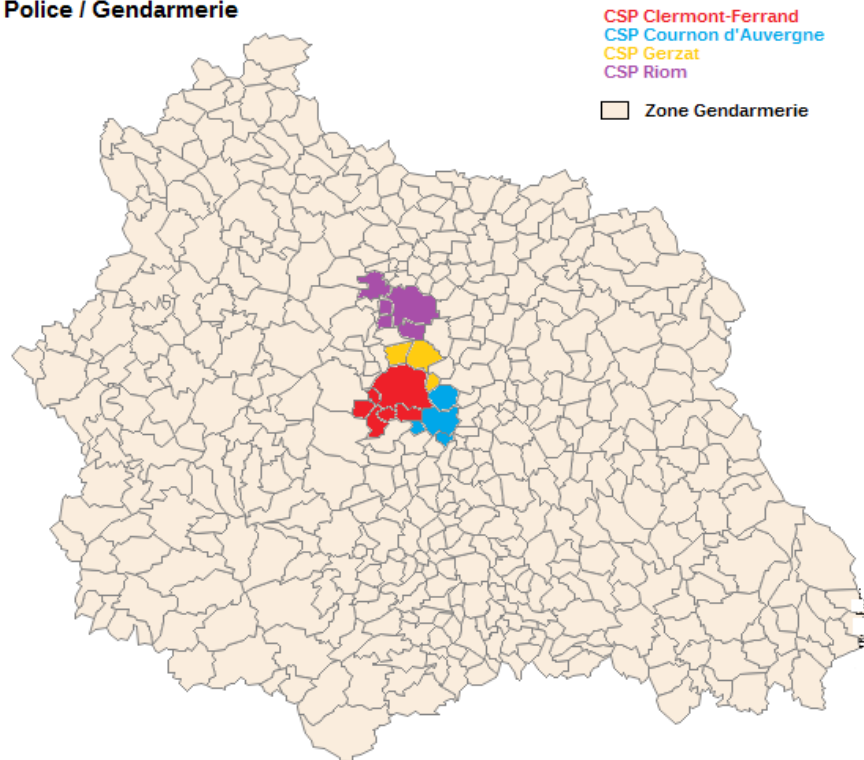 Police / Gendarmerie
CSP Clermont-Ferrand
CSP Cournon d'Auvergne
CSP Gerzat
CSP Riom
Zone Gendarmerie